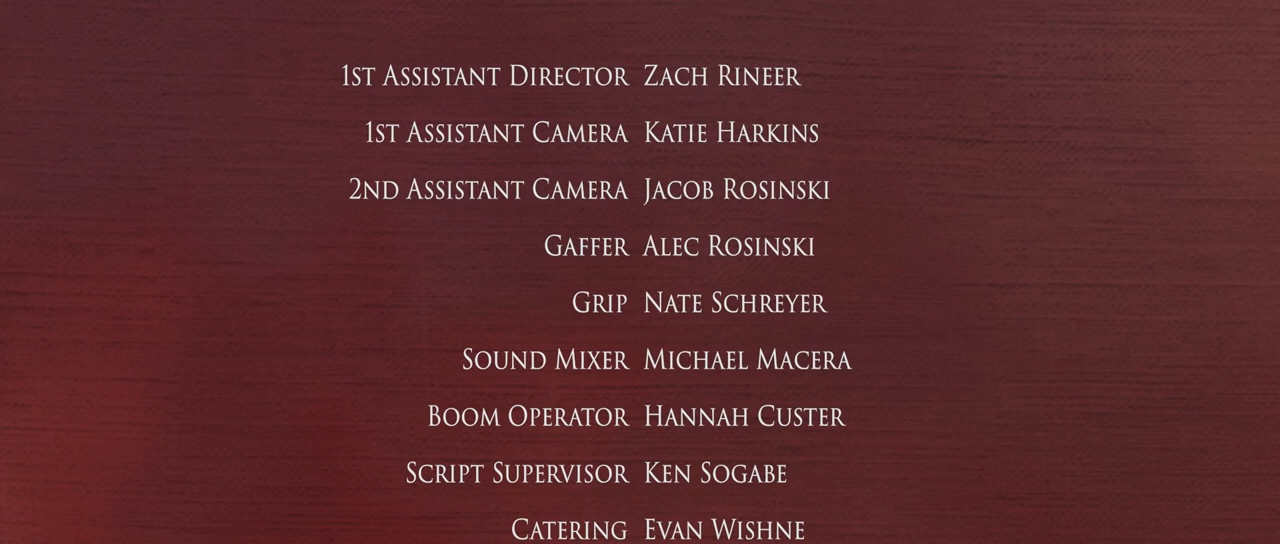 1st Assistant Director Zach Rineer
1st Assistant Camera Katie Harkins
2nd Assistant Camera Jacob Rosinski
Gaffer Alec Rosinski
Grip Nate Schreyer
Sound Mixer Michael Macera
Boom Operator Hannah Custer
Script Supervisor Ken Sogabe
Catering Evan Wishne